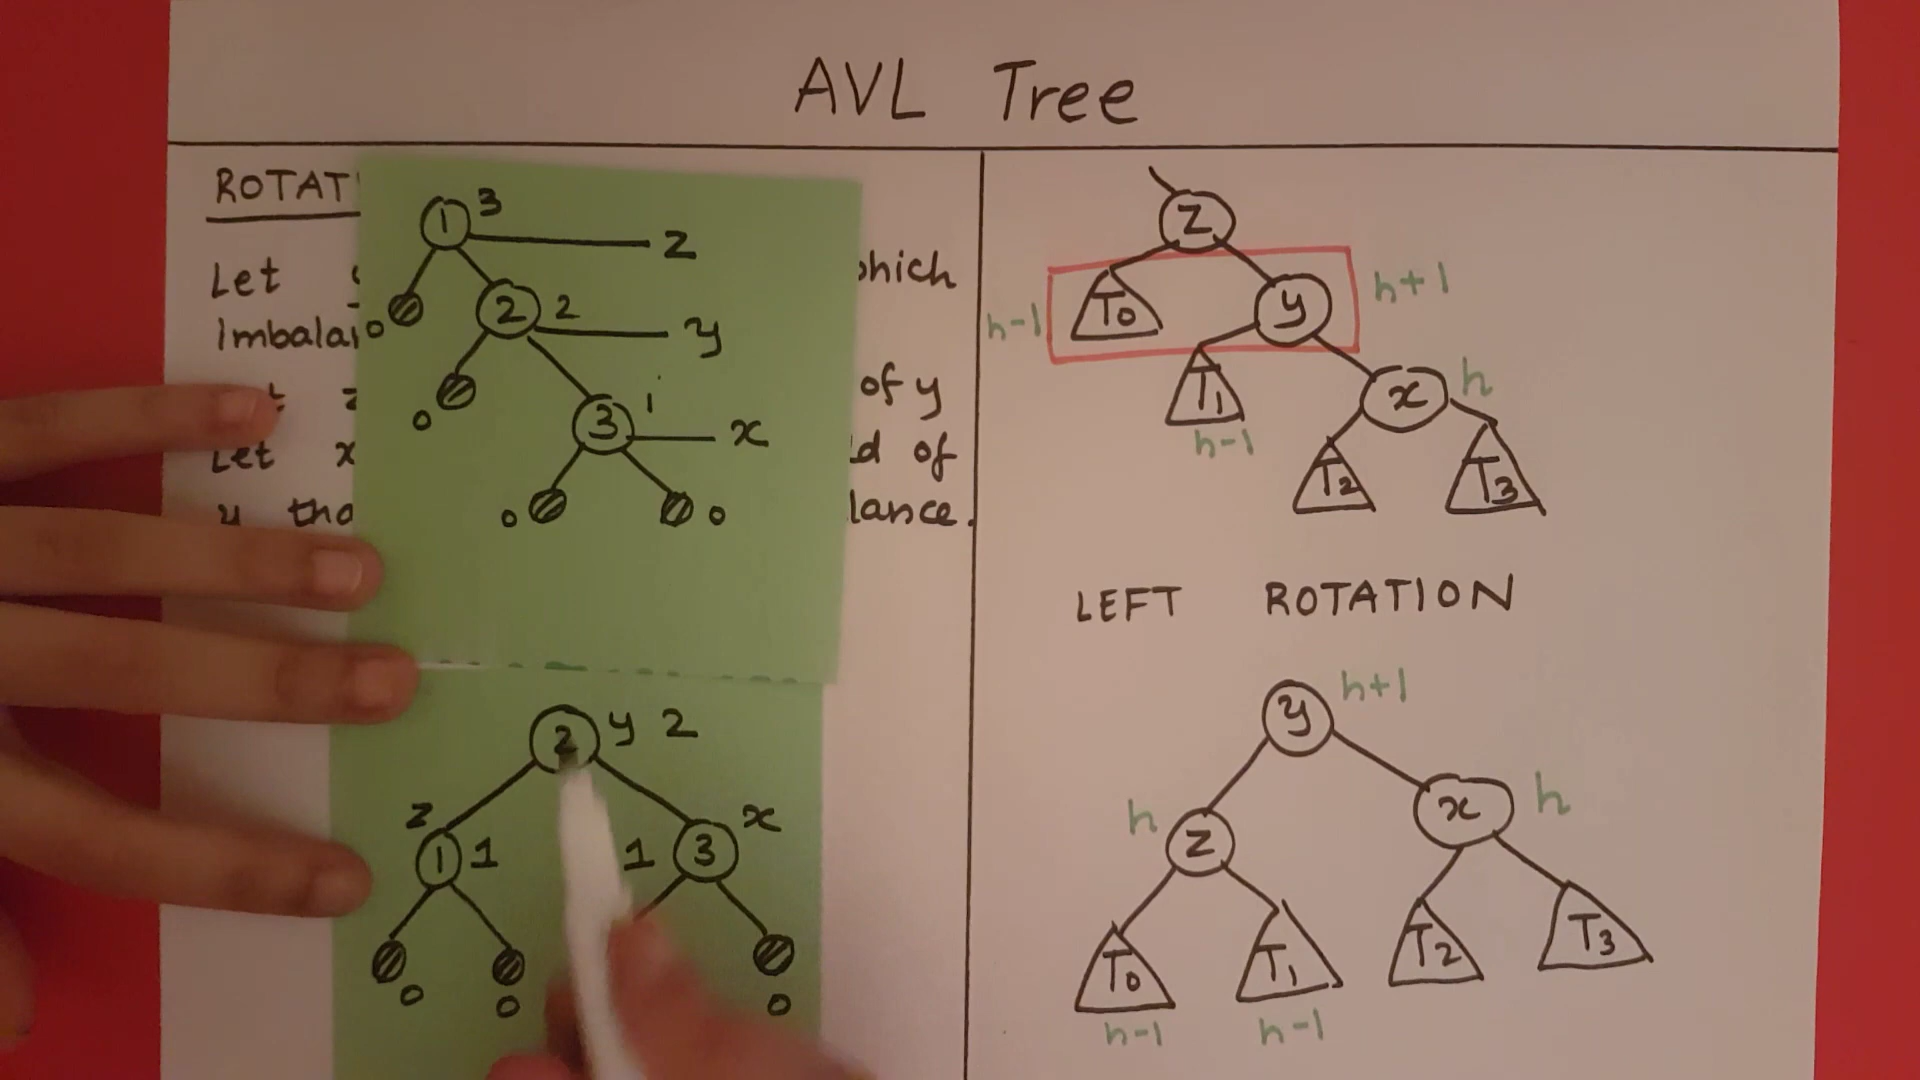 AVL Tree
ROTAT
Let
which
Imbala
of y
Let x
d of
y tha
lance.
1 3
z
0
2 2
y
0
3 1
x
0 0
2 y 2
z
x
1 1
1 3
0 0 0
z
h-1
T0
y
h+1
T1
h-1
x
h
T2
T3
LEFT ROTATION
y
h+1
h
z
x
h
T0
T1
T2
T3
h-1
h-1